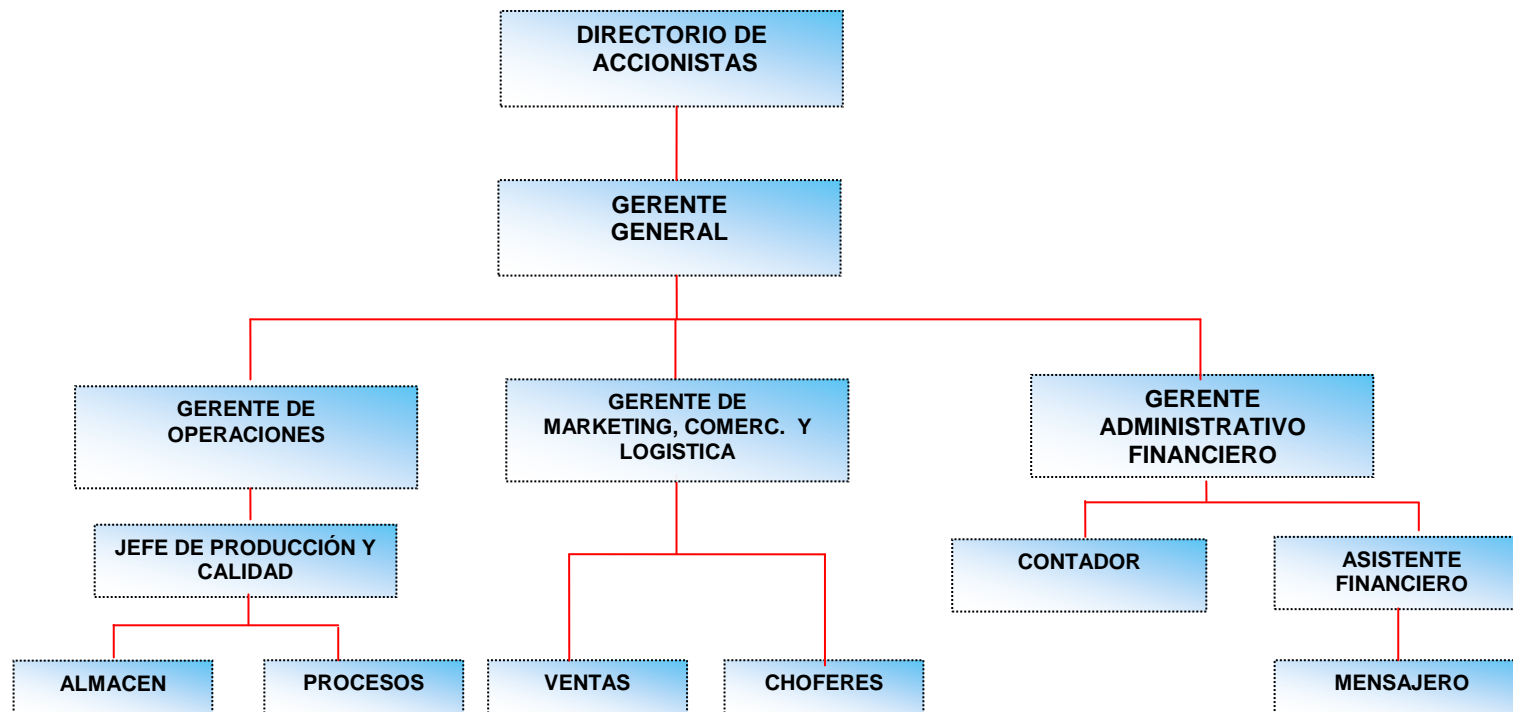 DIRECTORIO DE
ACCIONISTAS
GERENTE
GENERAL
GERENTE DE
OPERACIONES
GERENTE DE
MARKETING, COMERC. Y
LOGISTICA
GERENTE
ADMINISTRATIVO
FINANCIERO
JEFE DE PRODUCCIÓN Y
CALIDAD
CONTADOR
ASISTENTE
FINANCIERO
ALMACEN
PROCESOS
VENTAS
CHOFERES
MENSAJERO